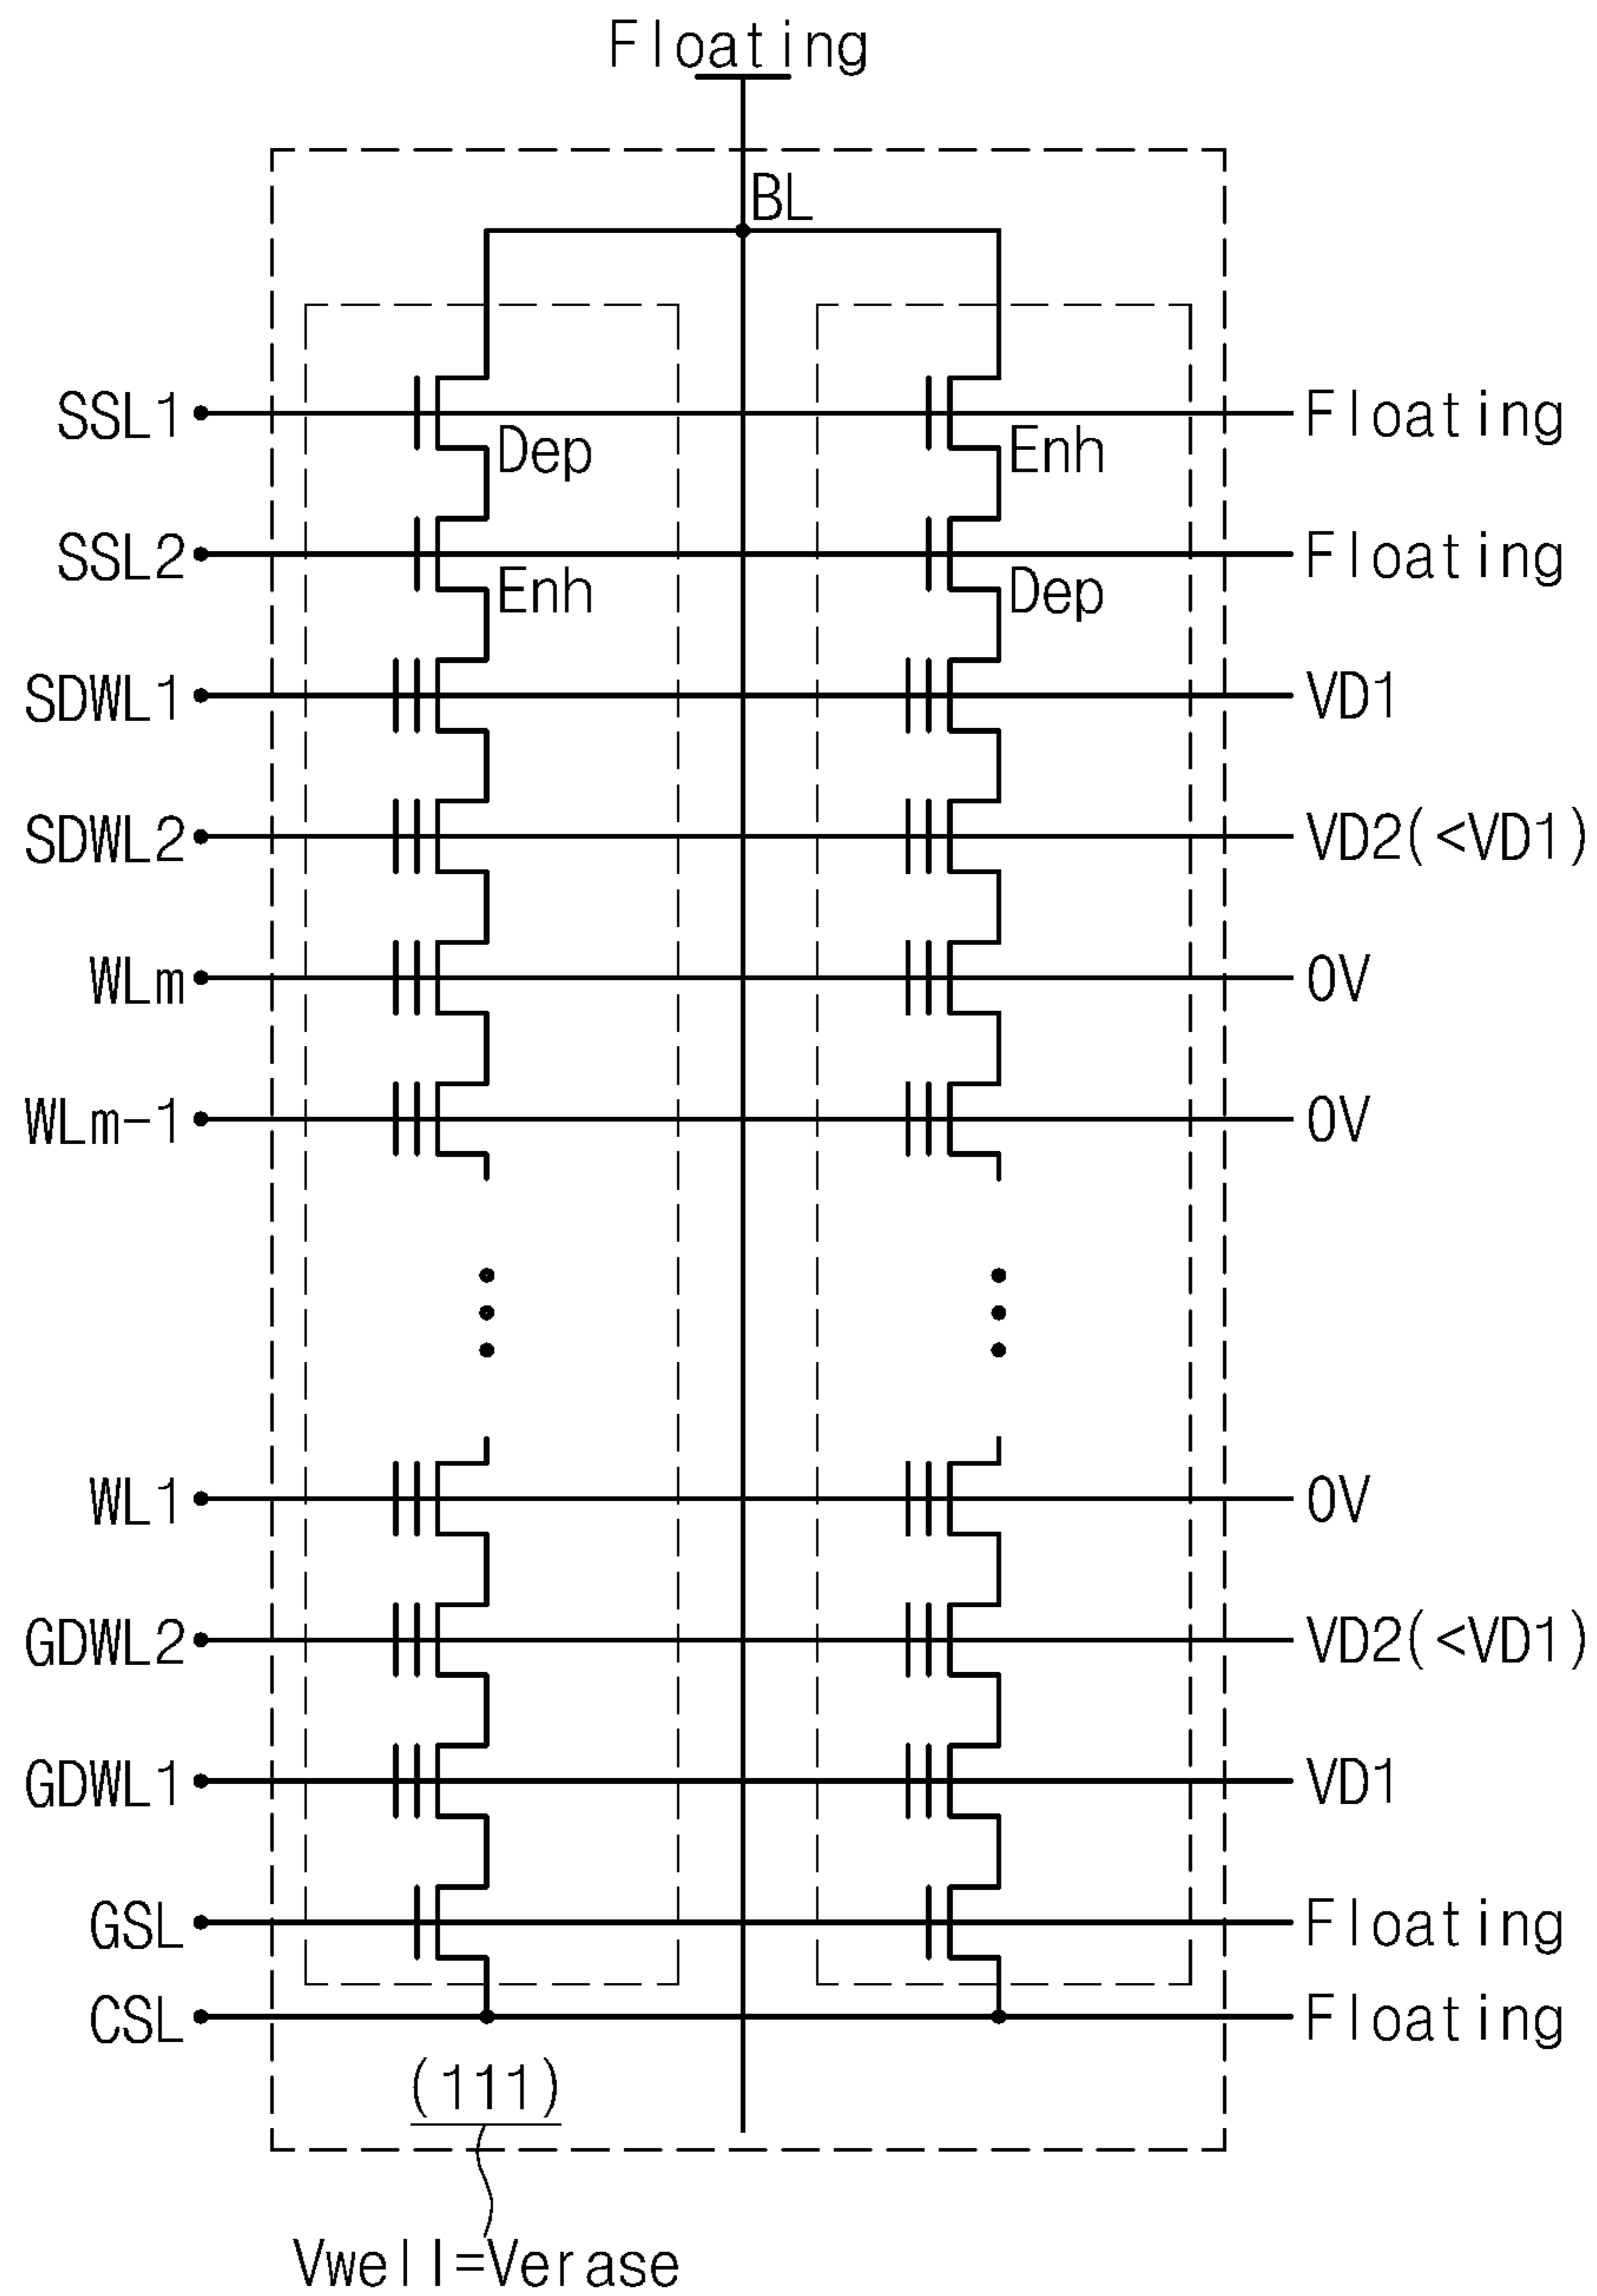 Floating
BL
SSL1 Floating
Dep Enh
SSL2 Floating
Enh Dep
SDWL1 VD1
SDWL2 VD2(<VD1)
WLm 0V
WLm-1 0V
WL1 0V
GDWL2 VD2(<VD1)
GDWL1 VD1
GSL Floating
CSL Floating
(111)
Vwell=Verase